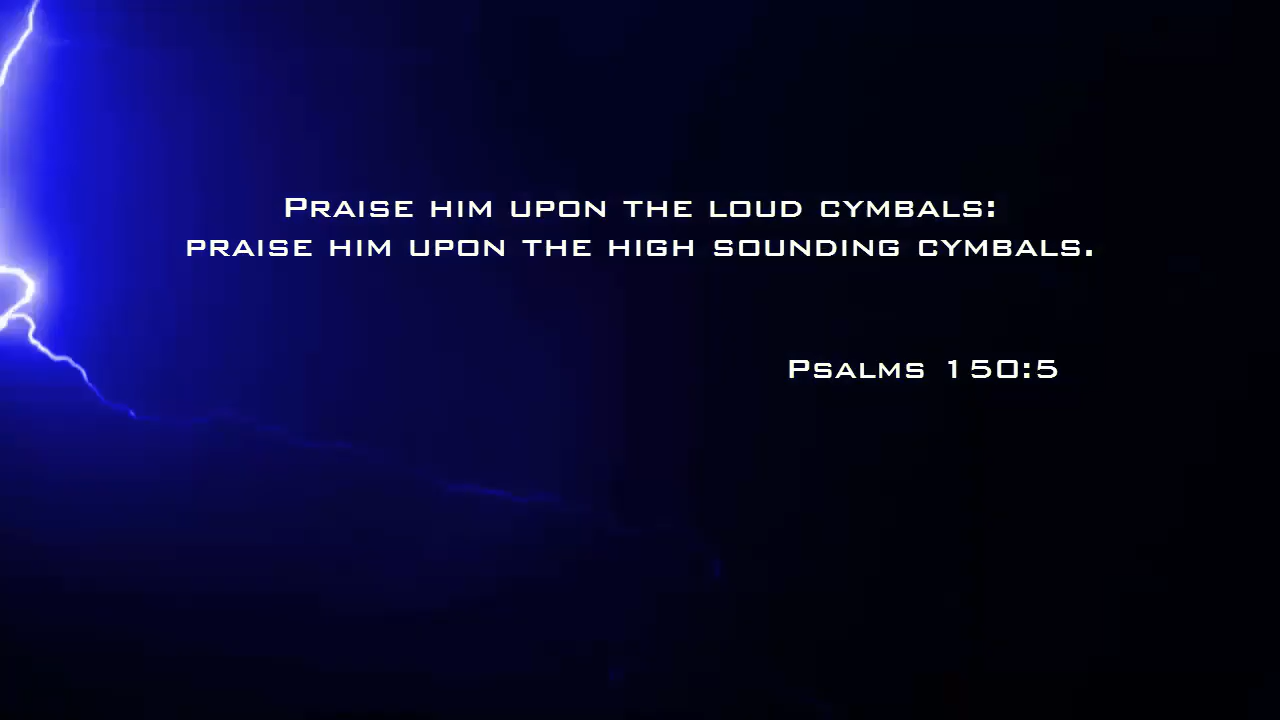 Praise him upon the loud cymbals:
praise him upon the high sounding cymbals.
Psalms 150:5